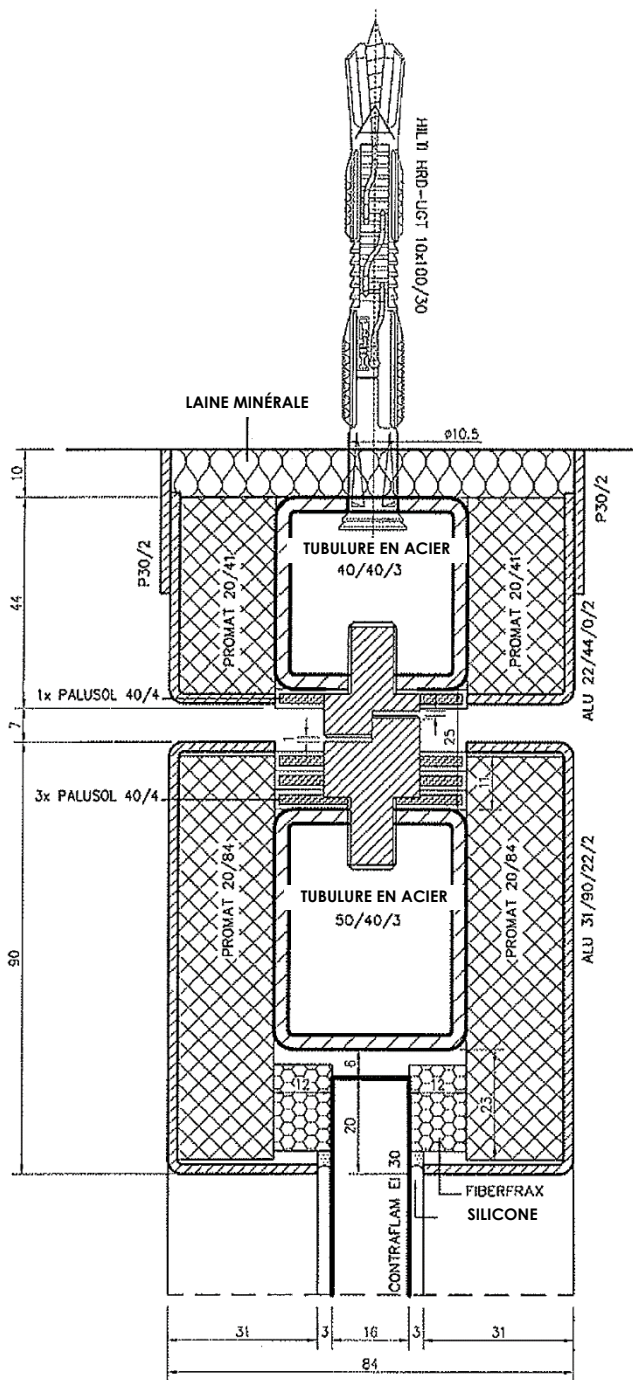 HILTI HRD-UGT 10x100/30
LAINE MINÉRALE
ø10,5
10
P30/2
P30/2
TUBULURE EN ACIER
40/40/3
PROMAT 20/41
PROMAT 20/41
44
ALU 22/44/0/2
1x PALUSOL 40/4
7
1
25
11
3x PALUSOL 40/4
TUBULURE EN ACIER
50/40/3
PROMAT 20/84
PROMAT 20/84
ALU 31/90/22/2
90
6
12
12
20
23
FIBERFRAX
SILICONE
CONTRAFLAM EI 30
31
3
16
3
31
84